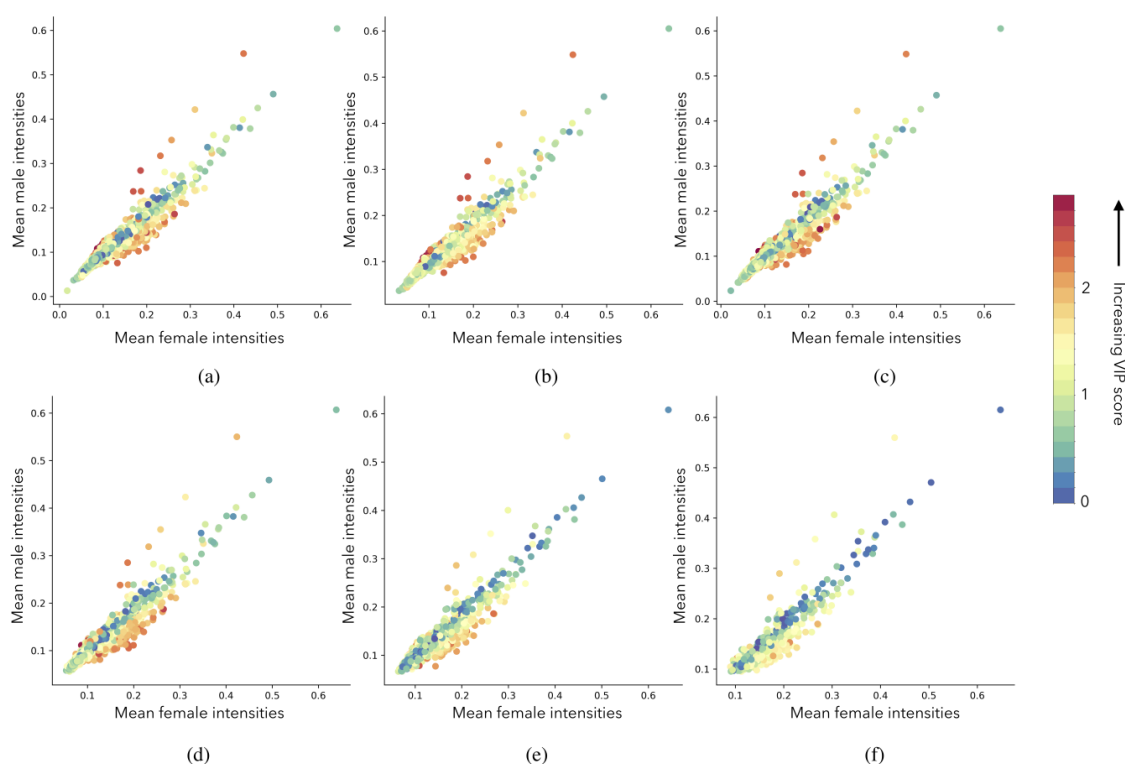 0.6
0.5
0.4
0.3
0.2
0.1
0.0
Mean male intensities
0.0 0.1 0.2 0.3 0.4 0.5 0.6
Mean female intensities
(a)
0.6
0.5
0.4
0.3
0.2
0.1
Mean male intensities
0.1 0.2 0.3 0.4 0.5 0.6
Mean female intensities
(b)
0.6
0.5
0.4
0.3
0.2
0.1
0.0
Mean male intensities
0.0 0.1 0.2 0.3 0.4 0.5 0.6
Mean female intensities
(c)
2
1
0
Increasing VIP score
0.6
0.5
0.4
0.3
0.2
0.1
Mean male intensities
0.1 0.2 0.3 0.4 0.5 0.6
Mean female intensities
(d)
0.6
0.5
0.4
0.3
0.2
0.1
Mean male intensities
0.1 0.2 0.3 0.4 0.5 0.6
Mean female intensities
(e)
0.6
0.5
0.4
0.3
0.2
0.1
Mean male intensities
0.1 0.2 0.3 0.4 0.5 0.6
Mean female intensities
(f)